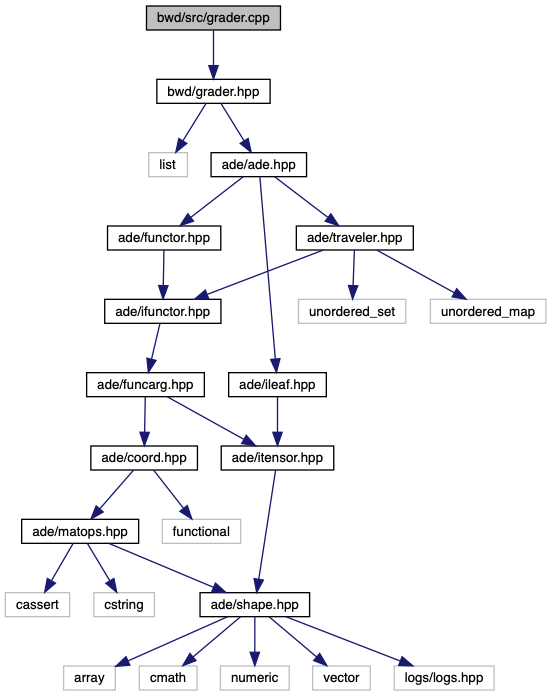 bwd/src/grader.cpp
bwd/grader.hpp
list
ade/ade.hpp
ade/functor.hpp
ade/traveler.hpp
ade/ifunctor.hpp
unordered_set
unordered_map
ade/funcarg.hpp
ade/ileaf.hpp
ade/coord.hpp
ade/itensor.hpp
ade/matops.hpp
functional
cassert
cstring
ade/shape.hpp
array
cmath
numeric
vector
logs/logs.hpp